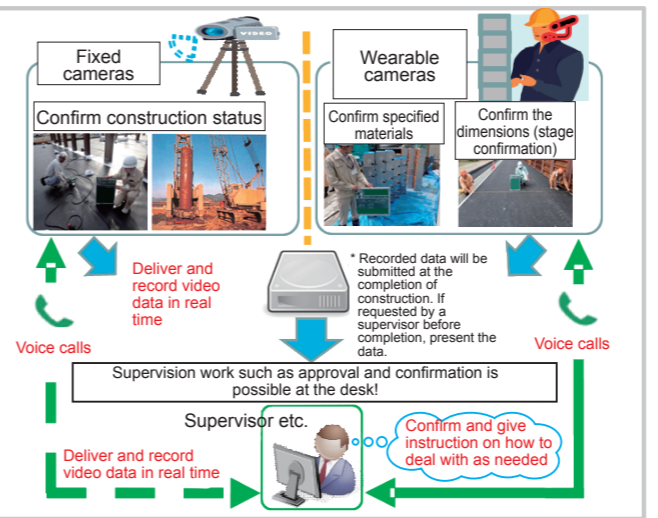 VIDEO
Fixed
cameras
Wearable
cameras
Confirm construction status
Confirm specified
materials
Confirm the
dimensions (stage
confirmation)
Deliver and
record video
data in real
time
* Recorded data will be
submitted at the
completion of
construction. If
requested by a
supervisor before
completion, present the
data.
Voice calls
Voice calls
Supervision work such as approval and confirmation is
possible at the desk!
Supervisor etc.
Deliver and record
video data in real time
Confirm and give
instruction on how to
deal with as needed